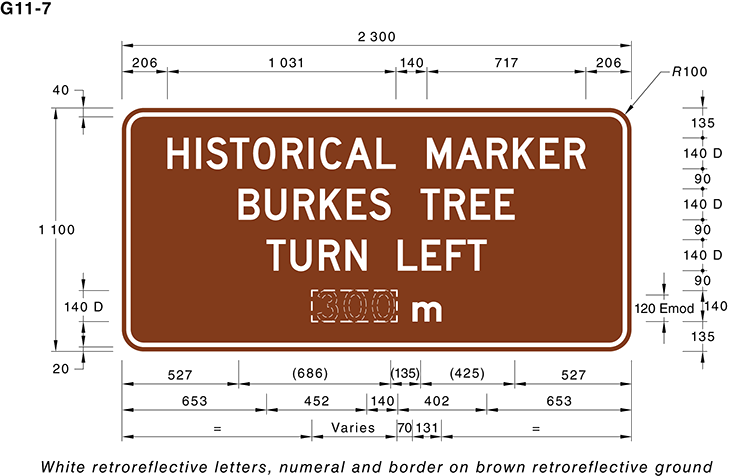 G11-7
2 300
206 1 031 140 717 206
R100
40
135
HISTORICAL MARKER
140 D
90
BURKES TREE
140 D
1 100
90
TURN LEFT
140 D
90
300 m
140 D
120 Emod
140
135
20
527 (686) (135) (425) 527
653 452 140 402 653
= Varies 70 131 =
White retroreflective letters, numeral and border on brown retroreflective ground